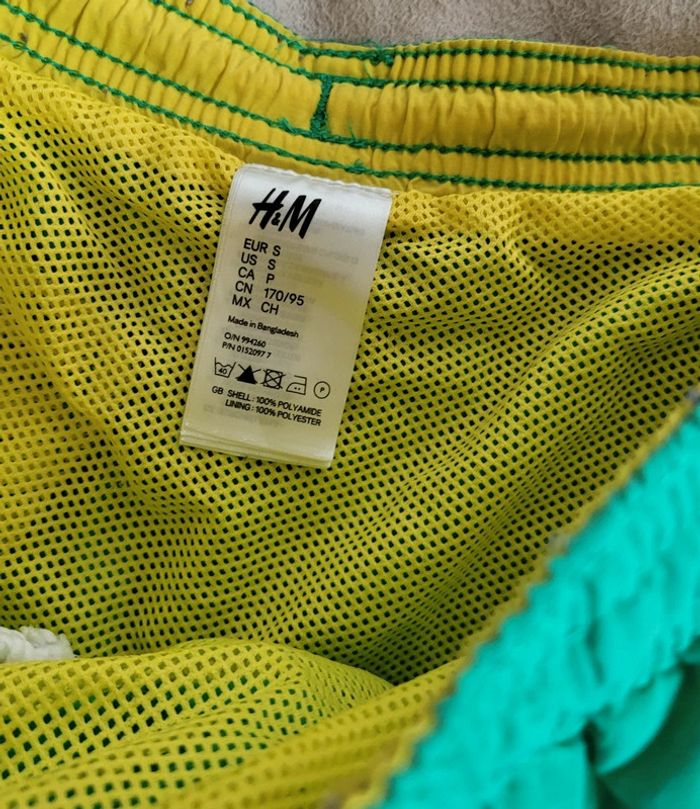 H&M
EUR S
US S
CA P
CN 170/95
MX CH
Made in Bangladesh
O/N 994260
P/N 0152097 7
40
P
GB SHELL: 100% POLYAMIDE
LINING: 100% POLYESTER